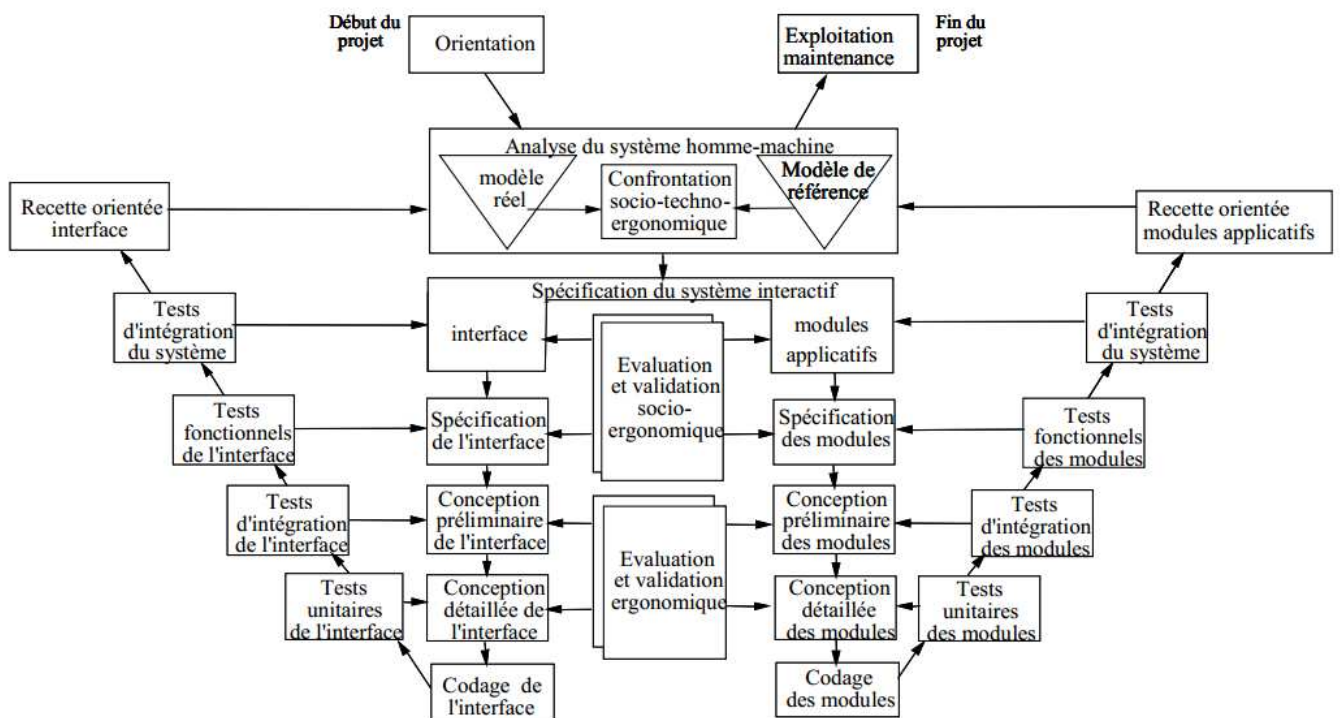 Début du
projet
Orientation
Exploitation
maintenance
Fin du
projet
Analyse du système homme-machine
modèle
réel
Confrontation
socio-techno-
ergonomique
Modèle de
référence
Recette orientée
interface
Recette orientée
modules applicatifs
Spécification du système interactif
interface
modules
applicatifs
Tests
d'intégration
du système
Evaluation
et validation
socio-
ergonomique
Tests
d'intégration
du système
Tests
fonctionnels
de l'interface
Spécification
de l'interface
Spécification
des modules
Tests
fonctionnels
des modules
Tests
d'intégration
de l'interface
Conception
préliminaire
de l'interface
Evaluation
et validation
ergonomique
Conception
préliminaire
des modules
Tests
d'intégration
des modules
Tests
unitaires
de l'interface
Conception
détaillée de
l'interface
Conception
détaillée
des modules
Tests
unitaires
des modules
Codage de
l'interface
Codage
des modules